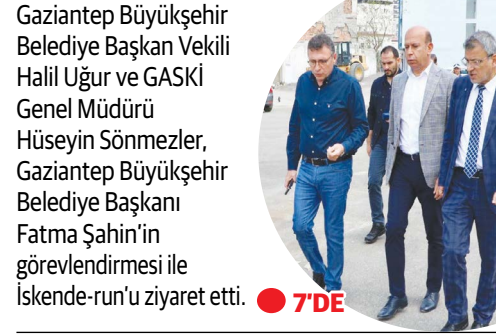 Gaziantep Büyükşehir
Belediye Başkan Vekili
Halil Uğur ve GASKİ
Genel Müdürü
Hüseyin Sönmezler,
Gaziantep Büyükşehir
Belediye Başkanı
Fatma Şahin’in
görevlendirmesi ile
İskende-run’u ziyaret etti. 7’DE